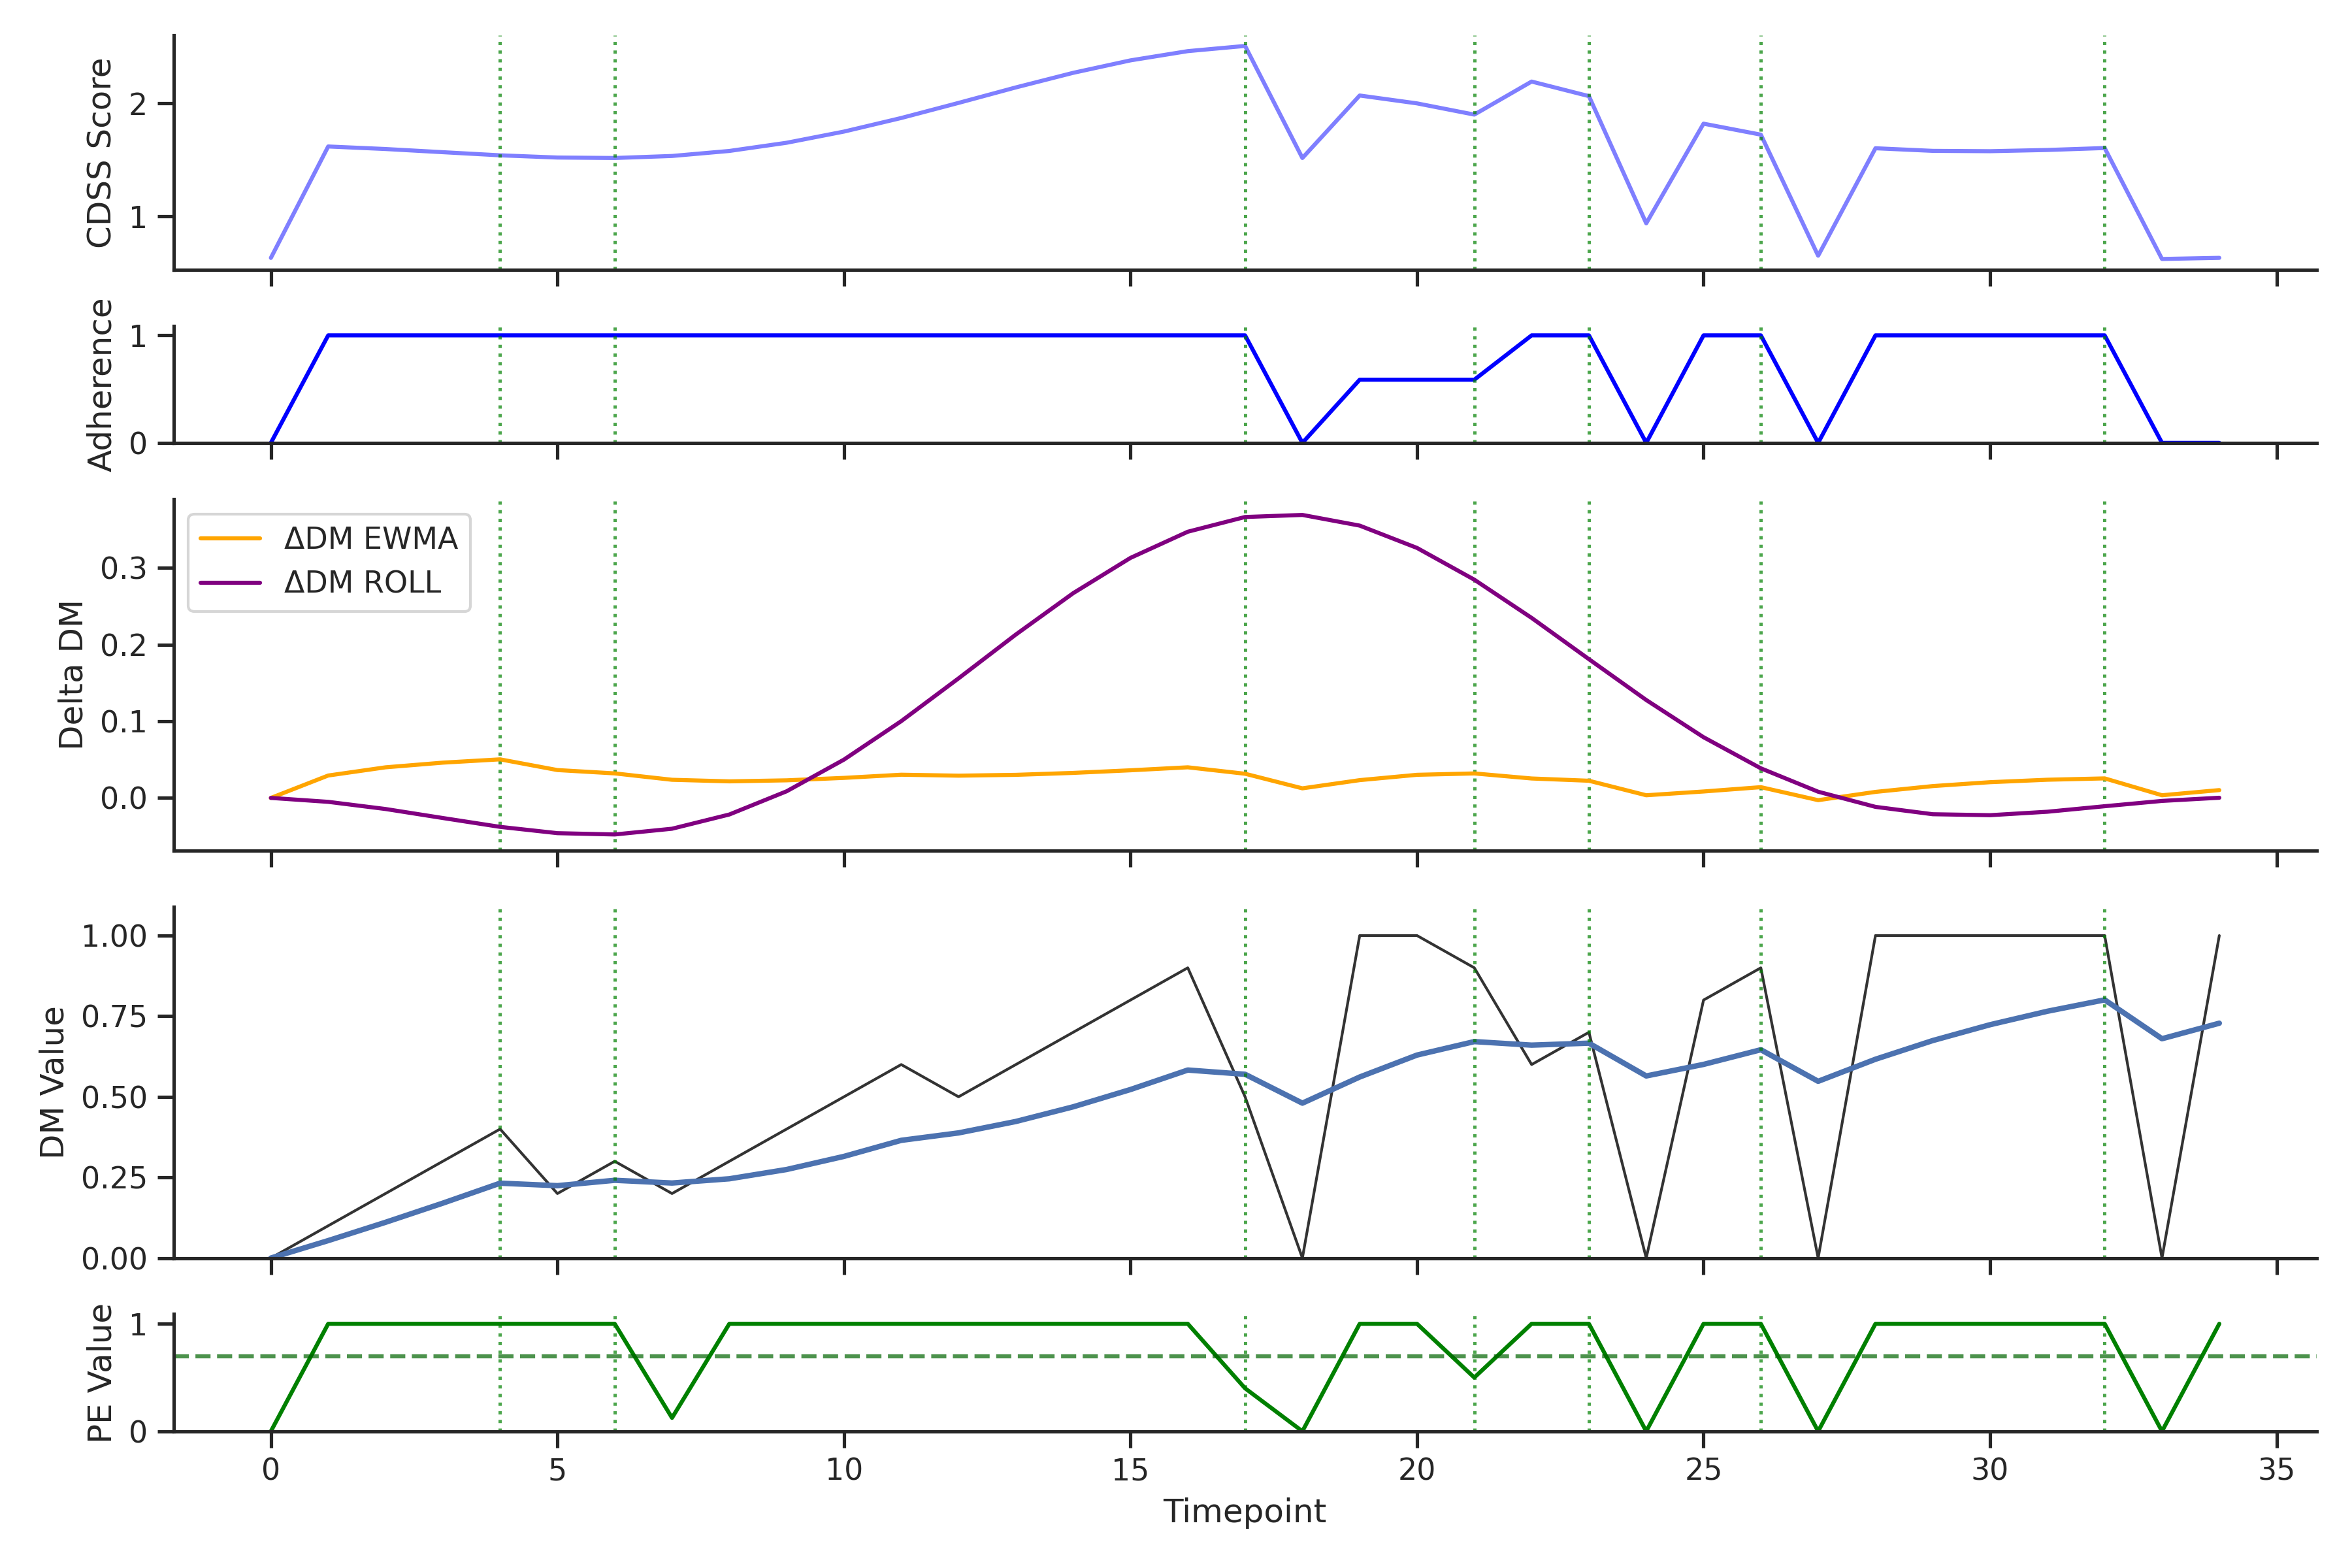 CDSS Score
2
1
Adherence
1
0
ΔDM EWMA
ΔDM ROLL
Delta DM
0.3
0.2
0.1
0.0
DM Value
1.00
0.75
0.50
0.25
0.00
PE Value
1
0
0 5 10 15 20 25 30 35
Timepoint